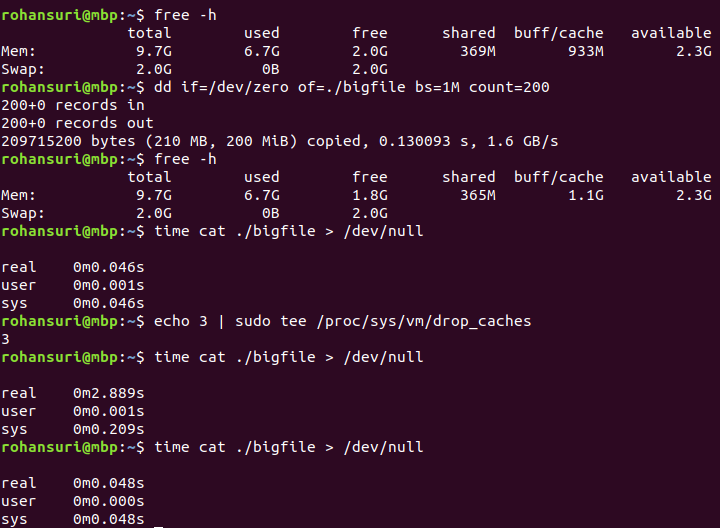 rohansuri@mbp:~$ free -h
              total        used        free      shared  buff/cache   available
Mem:           9.7G        6.7G        2.0G        369M        933M        2.3G
Swap:          2.0G          0B        2.0G
rohansuri@mbp:~$ dd if=/dev/zero of=./bigfile bs=1M count=200
200+0 records in
200+0 records out
209715200 bytes (210 MB, 200 MiB) copied, 0.130093 s, 1.6 GB/s
rohansuri@mbp:~$ free -h
              total        used        free      shared  buff/cache   available
Mem:           9.7G        6.7G        1.8G        365M        1.1G        2.3G
Swap:          2.0G          0B        2.0G
rohansuri@mbp:~$ time cat ./bigfile > /dev/null

real    0m0.046s
user    0m0.001s
sys     0m0.046s
rohansuri@mbp:~$ echo 3 | sudo tee /proc/sys/vm/drop_caches
3
rohansuri@mbp:~$ time cat ./bigfile > /dev/null

real    0m2.889s
user    0m0.001s
sys     0m0.209s
rohansuri@mbp:~$ time cat ./bigfile > /dev/null

real    0m0.048s
user    0m0.000s
sys     0m0.048s